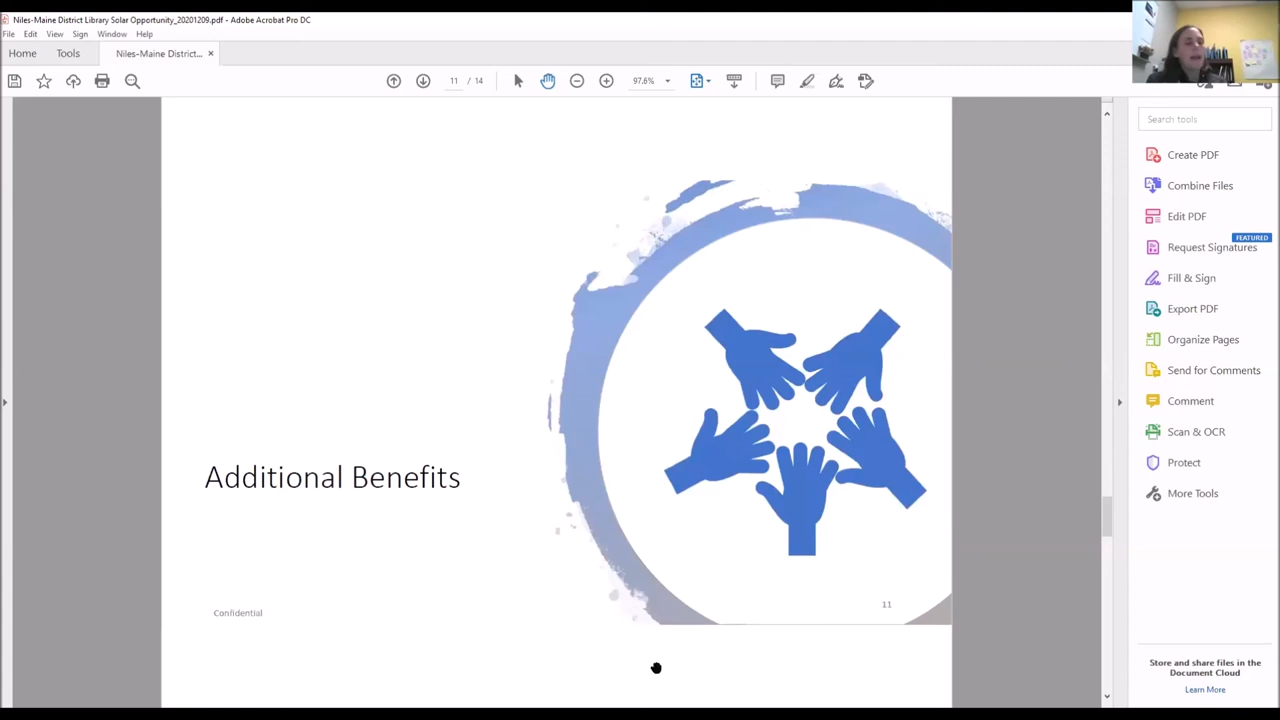 Niles-Maine District Library Solar Opportunity_20201209.pdf - Adobe Acrobat Pro DC
File Edit View Sign Window Help
Home Tools Niles-Maine District... ×
11 / 14 97.6%
Search tools
Create PDF
Combine Files
Edit PDF
FEATURED
Request Signatures
Fill & Sign
Export PDF
Organize Pages
Send for Comments
Comment
Scan & OCR
Protect
More Tools
Additional Benefits
Confidential
11
Store and share files in the
Document Cloud
Learn More